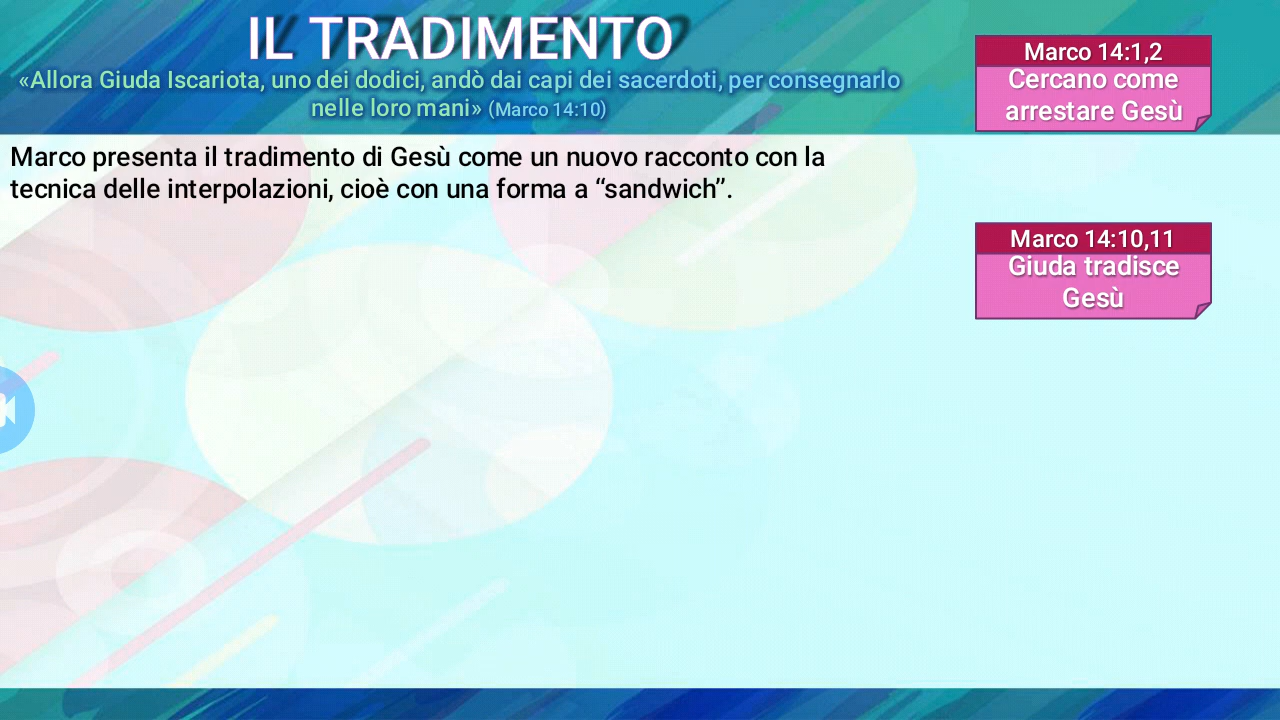 IL TRADIMENTO
«Allora Giuda Iscariota, uno dei dodici, andò dai capi dei sacerdoti, per consegnarlo
nelle loro mani» (Marco 14:10)
Marco 14:1,2
Cercano come
arrestare Gesù
Marco presenta il tradimento di Gesù come un nuovo racconto con la
tecnica delle interpolazioni, cioè con una forma a “sandwich”.
Marco 14:10,11
Giuda tradisce
Gesù